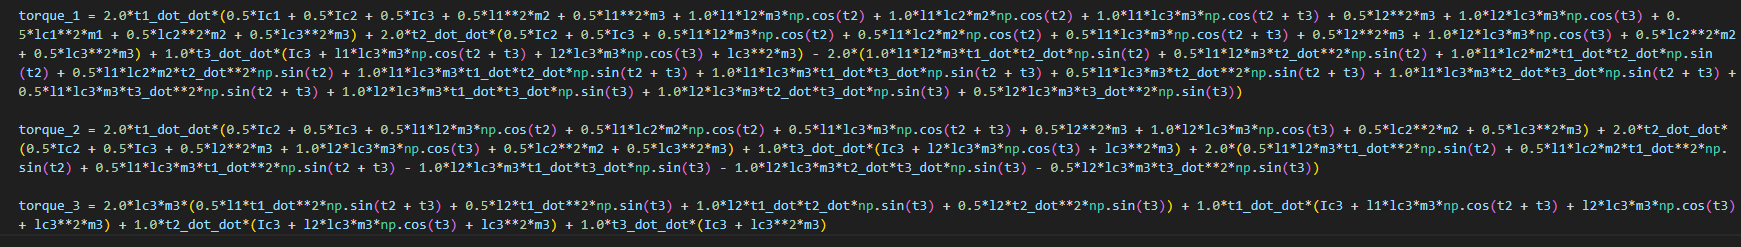 torque_1 = 2.0*t1_dot_dot*(0.5*Ic1 + 0.5*Ic2 + 0.5*Ic3 + 0.5*l1**2*m2 + 0.5*l1**2*m3 + 1.0*l1*l2*m3*np.cos(t2) + 1.0*l1*lc2*m2*np.cos(t2) + 1.0*l1*lc3*m3*np.cos(t2 + t3) + 0.5*l2**2*m3 + 1.0*l2*lc3*m3*np.cos(t3) + 0.
5*lc1**2*m1 + 0.5*lc2**2*m2 + 0.5*lc3**2*m3) + 2.0*t2_dot_dot*(0.5*Ic2 + 0.5*Ic3 + 0.5*l1*l2*m3*np.cos(t2) + 0.5*l1*lc2*m2*np.cos(t2) + 0.5*l1*lc3*m3*np.cos(t2 + t3) + 0.5*l2**2*m3 + 1.0*l2*lc3*m3*np.cos(t3) + 0.5*lc2**2*m2
+ 0.5*lc3**2*m3) + 1.0*t3_dot_dot*(Ic3 + l1*lc3*m3*np.cos(t2 + t3) + l2*lc3*m3*np.cos(t3) + lc3**2*m3) - 2.0*(1.0*l1*l2*m3*t1_dot*t2_dot*np.sin(t2) + 0.5*l1*l2*m3*t2_dot**2*np.sin(t2) + 1.0*l1*lc2*m2*t1_dot*t2_dot*np.sin
(t2) + 0.5*l1*lc2*m2*t2_dot**2*np.sin(t2) + 1.0*l1*lc3*m3*t1_dot*t2_dot*np.sin(t2 + t3) + 1.0*l1*lc3*m3*t1_dot*t3_dot*np.sin(t2 + t3) + 0.5*l1*lc3*m3*t2_dot**2*np.sin(t2 + t3) + 1.0*l1*lc3*m3*t2_dot*t3_dot*np.sin(t2 + t3) +
0.5*l1*lc3*m3*t3_dot**2*np.sin(t2 + t3) + 1.0*l2*lc3*m3*t1_dot*t3_dot*np.sin(t3) + 1.0*l2*lc3*m3*t2_dot*t3_dot*np.sin(t3) + 0.5*l2*lc3*m3*t3_dot**2*np.sin(t3))
torque_2 = 2.0*t1_dot_dot*(0.5*Ic2 + 0.5*Ic3 + 0.5*l1*l2*m3*np.cos(t2) + 0.5*l1*lc2*m2*np.cos(t2) + 0.5*l1*lc3*m3*np.cos(t2 + t3) + 0.5*l2**2*m3 + 1.0*l2*lc3*m3*np.cos(t3) + 0.5*lc2**2*m2 + 0.5*lc3**2*m3) + 2.0*t2_dot_dot*
(0.5*Ic2 + 0.5*Ic3 + 0.5*l2**2*m3 + 1.0*l2*lc3*m3*np.cos(t3) + 0.5*lc2**2*m2 + 0.5*lc3**2*m3) + 1.0*t3_dot_dot*(Ic3 + l2*lc3*m3*np.cos(t3) + lc3**2*m3) + 2.0*(0.5*l1*l2*m3*t1_dot**2*np.sin(t2) + 0.5*l1*lc2*m2*t1_dot**2*np.
sin(t2) + 0.5*l1*lc3*m3*t1_dot**2*np.sin(t2 + t3) - 1.0*l2*lc3*m3*t1_dot*t3_dot*np.sin(t3) - 1.0*l2*lc3*m3*t2_dot*t3_dot*np.sin(t3) - 0.5*l2*lc3*m3*t3_dot**2*np.sin(t3))
torque_3 = 2.0*lc3*m3*(0.5*l1*t1_dot**2*np.sin(t2 + t3) + 0.5*l2*t1_dot**2*np.sin(t3) + 1.0*l2*t1_dot*t2_dot*np.sin(t3) + 0.5*l2*t2_dot**2*np.sin(t3)) + 1.0*t1_dot_dot*(Ic3 + l1*lc3*m3*np.cos(t2 + t3) + l2*lc3*m3*np.cos(t3)
+ lc3**2*m3) + 1.0*t2_dot_dot*(Ic3 + l2*lc3*m3*np.cos(t3) + lc3**2*m3) + 1.0*t3_dot_dot*(Ic3 + lc3**2*m3)